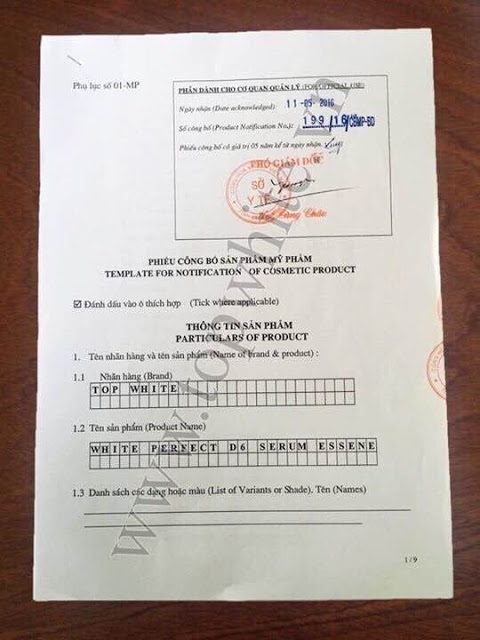 Phụ lục số 01-MP
PHẦN DÀNH CHO CƠ QUAN QUẢN LÝ (FOR OFFICIAL USE)
Ngày nhận (Date acknowledged): 11-05-2016
Số công bố (Product Notification No.): 199/16/CBMP-BD
Phiếu công bố có giá trị 05 năm kể từ ngày nhận.
PHÓ GIÁM ĐỐC
SỞ
Y TẾ
PHIẾU CÔNG BỐ SẢN PHẨM MỸ PHẨM
TEMPLATE FOR NOTIFICATION OF COSMETIC PRODUCT
☑ Đánh dấu vào ô thích hợp (Tick where applicable)
THÔNG TIN SẢN PHẨM
PARTICULARS OF PRODUCT
1. Tên nhãn hàng và tên sản phẩm (Name of brand & product) :
1.1 Nhãn hàng (Brand)
TOP WHITE
1.2 Tên sản phẩm (Product Name)
WHITE PERFECT D6 SERUM ESSENE
1.3 Danh sách các dạng hoặc màu (List of Variants or Shade), Tên (Names)
1/9
www.topwhite.vn